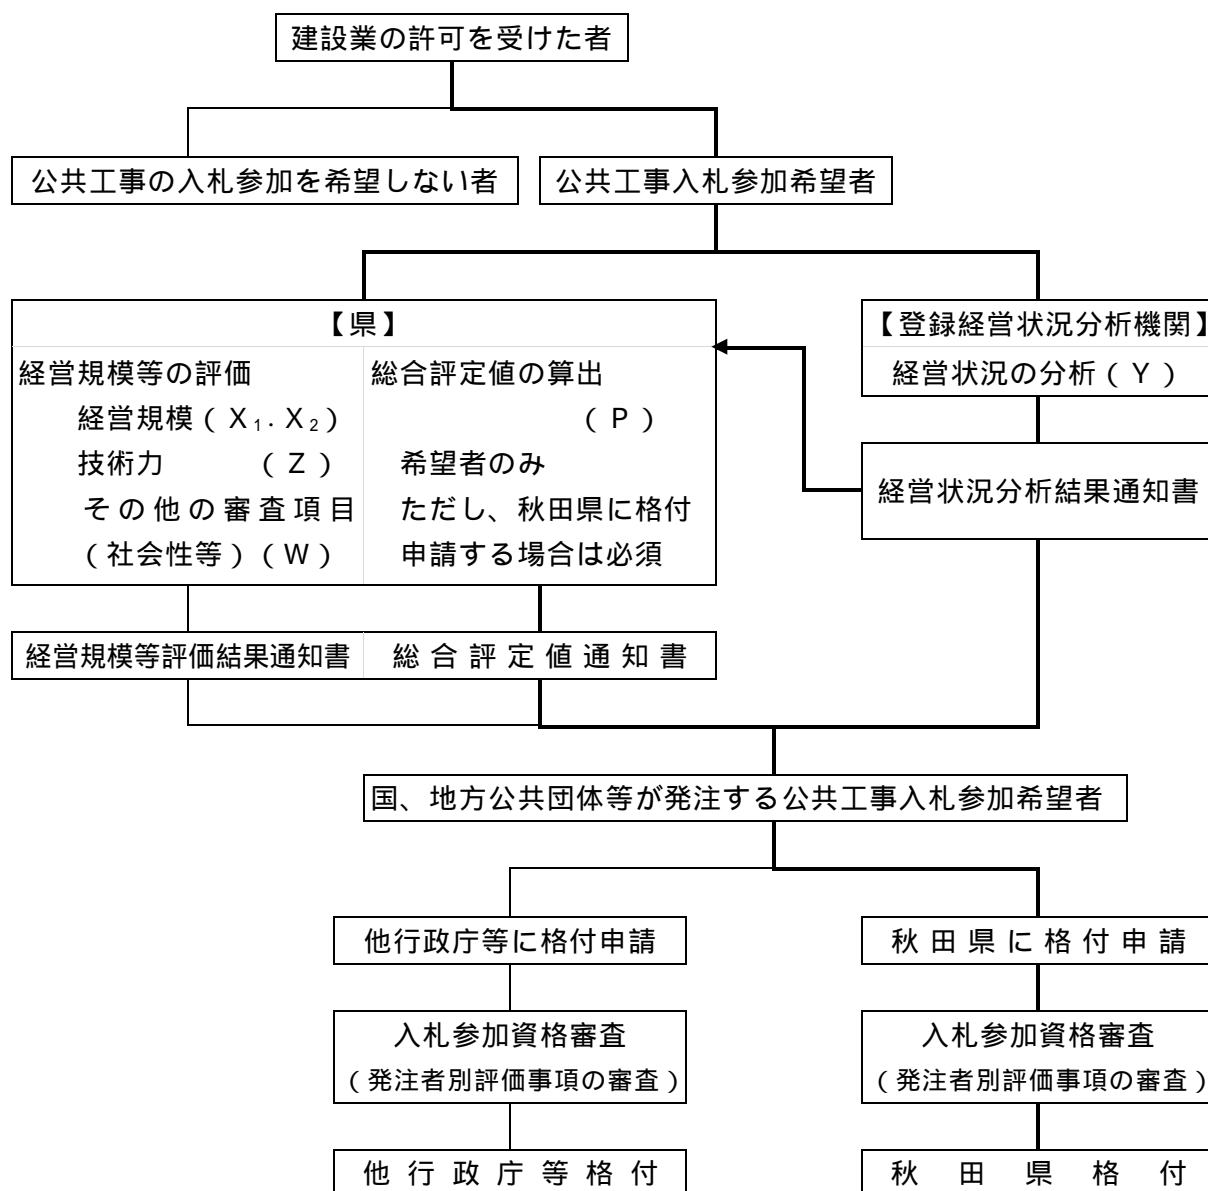 建設業の許可を受けた者
公共工事の入札参加を希望しない者
公共工事入札参加希望者
【県】
経営規模等の評価
経営規模（Ｘ₁．Ｘ₂）
技術力　　　（Ｚ）
その他の審査項目
（社会性等）（Ｗ）
総合評定値の算出
（Ｐ）
希望者のみ
ただし、秋田県に格付
申請する場合は必須
【登録経営状況分析機関】
経営状況の分析（Ｙ）
経営状況分析結果通知書
経営規模等評価結果通知書
総合評定値通知書
国、地方公共団体等が発注する公共工事入札参加希望者
他行政庁等に格付申請
秋田県に格付申請
入札参加資格審査
（発注者別評価事項の審査）
入札参加資格審査
（発注者別評価事項の審査）
他行政庁等格付
秋田県格付